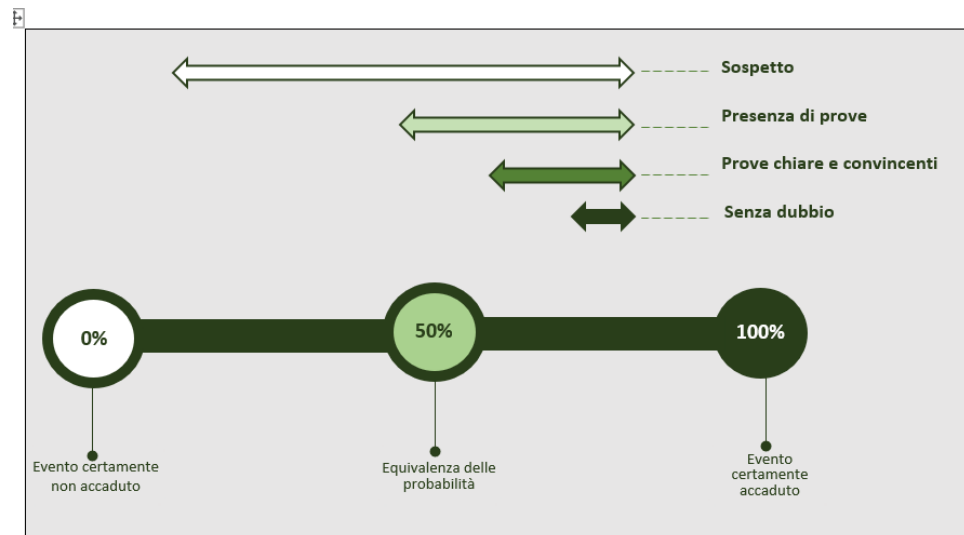 Sospetto
Presenza di prove
Prove chiare e convincenti
Senza dubbio
0%
50%
100%
Evento certamente
non accaduto
Equivalenza delle
probabilità
Evento
certamente
accaduto